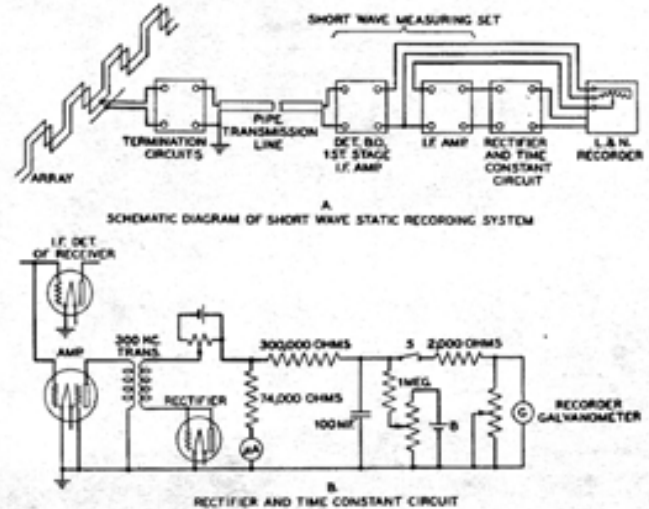 SHORT WAVE MEASURING SET
TERMINATION
CIRCUITS
PIPE
TRANSMISSION
LINE
DET. B.O.
1ST. STAGE
I.F. AMP
I.F. AMP.
RECTIFIER
AND TIME
CONSTANT
CIRCUIT
L.& N.
RECORDER
ARRAY
A.
SCHEMATIC DIAGRAM OF SHORT WAVE STATIC RECORDING SYSTEM
I.F. DET.
OF RECEIVER
AMP
300 KC.
TRANS.
RECTIFIER
300,000 OHMS
74,000 OHMS
µA
100 MF.
1 MEG.
S
2,000 OHMS
B
G
RECORDER
GALVANOMETER
B.
RECTIFIER AND TIME CONSTANT CIRCUIT